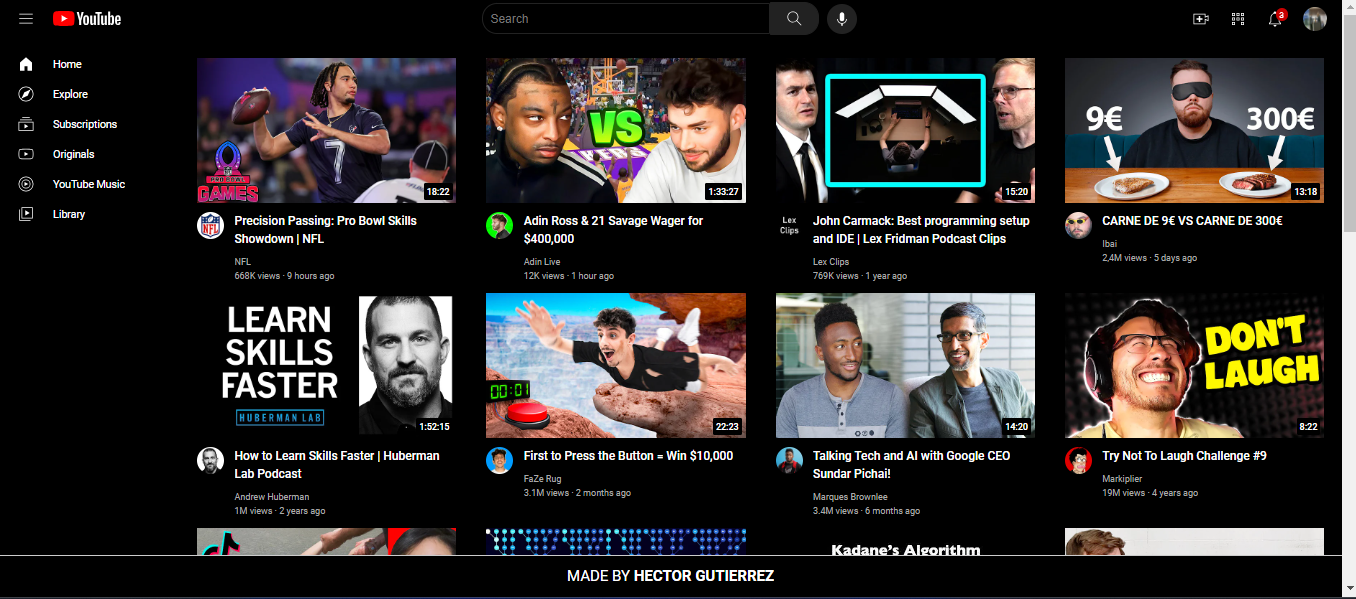 YouTube
Search
3
Home
Explore
Subscriptions
Originals
YouTube Music
Library
7
NFL
PRO BOWL
GAMES
18:22
VS
1:33:27
15:20
9€
300€
13:18
NFL
Precision Passing: Pro Bowl Skills
Showdown | NFL
NFL
668K views · 9 hours ago
Adin Ross & 21 Savage Wager for
$400,000
Adin Live
12K views · 1 hour ago
Lex
Clips
John Carmack: Best programming setup
and IDE | Lex Fridman Podcast Clips
Lex Clips
769K views · 1 year ago
CARNE DE 9€ VS CARNE DE 300€
Ibai
2,4M views · 5 days ago
LEARN
SKILLS
FASTER
HUBERMAN LAB
1:52:15
00:01
22:23
14:20
DON'T
LAUGH
8:22
How to Learn Skills Faster | Huberman
Lab Podcast
Andrew Huberman
1M views · 2 years ago
First to Press the Button = Win $10,000
FaZe Rug
3.1M views · 2 months ago
Talking Tech and AI with Google CEO
Sundar Pichai!
Marques Brownlee
3.4M views · 6 months ago
Try Not To Laugh Challenge #9
Markiplier
19M views · 4 years ago
Kadane's Algorithm
MADE BY HECTOR GUTIERREZ